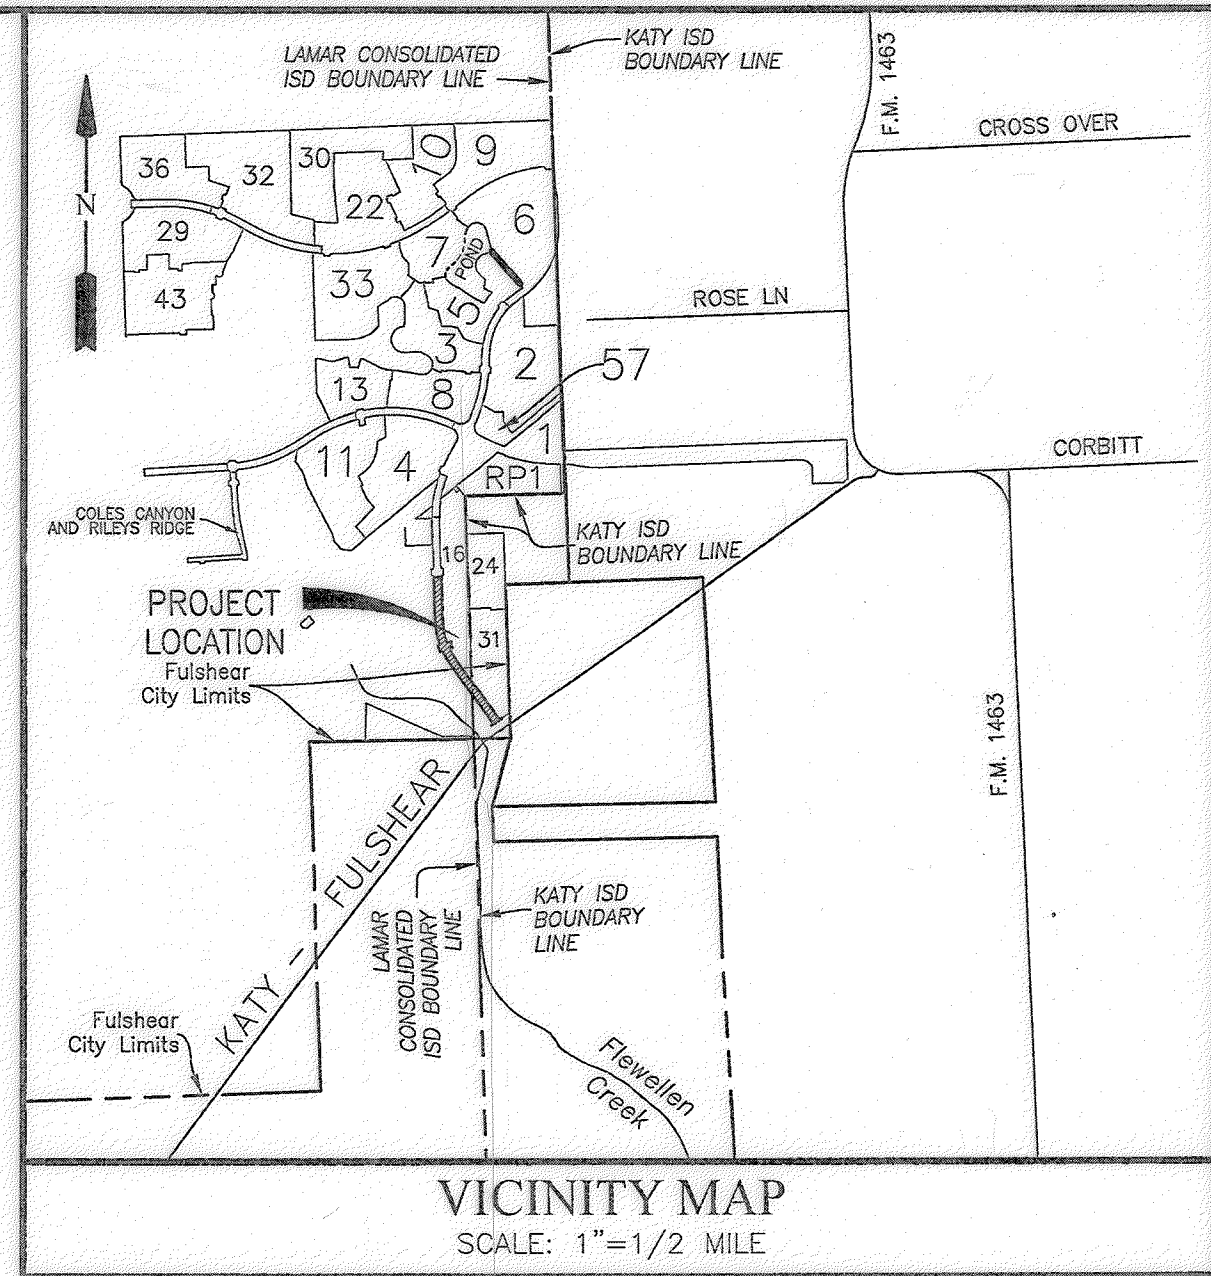 LAMAR CONSOLIDATED
ISD BOUNDARY LINE
KATY ISD
BOUNDARY LINE
F.M. 1463
CROSS OVER
N
36
32
30
10
9
22
6
29
7
POND
43
33
5
ROSE LN
3
2
57
13
8
1
11
4
RP1
CORBITT
COLES CANYON
AND RILEYS RIDGE
KATY ISD
BOUNDARY LINE
16
24
PROJECT
LOCATION
31
Fulshear
City Limits
F.M. 1463
KATY - FULSHEAR
LAMAR
CONSOLIDATED
ISD BOUNDARY
LINE
KATY ISD
BOUNDARY
LINE
Fulshear
City Limits
Flewellen
Creek
VICINITY MAP
SCALE: 1"=1/2 MILE